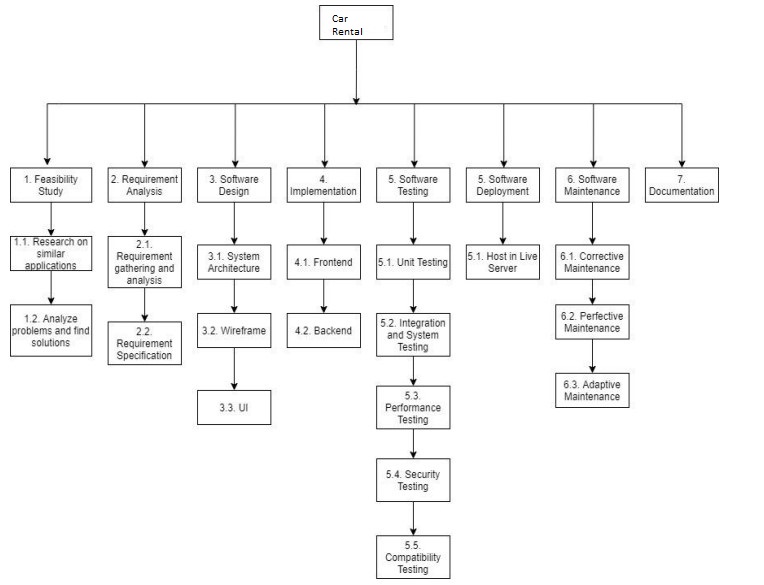 Car
Rental
1. Feasibility
Study
2. Requirement
Analysis
3. Software
Design
4.
Implementation
5. Software
Testing
5. Software
Deployment
6. Software
Maintenance
7.
Documentation
1.1. Research on
similar
applications
2.1.
Requirement
gathering and
analysis
3.1. System
Architecture
4.1. Frontend
5.1. Unit Testing
5.1. Host in Live
Server
6.1. Corrective
Maintenance
1.2. Analyze
problems and find
solutions
2.2.
Requirement
Specification
3.2. Wireframe
4.2. Backend
5.2. Integration
and System
Testing
6.2. Perfective
Maintenance
3.3. UI
5.3.
Performance
Testing
6.3. Adaptive
Maintenance
5.4. Security
Testing
5.5.
Compatibility
Testing